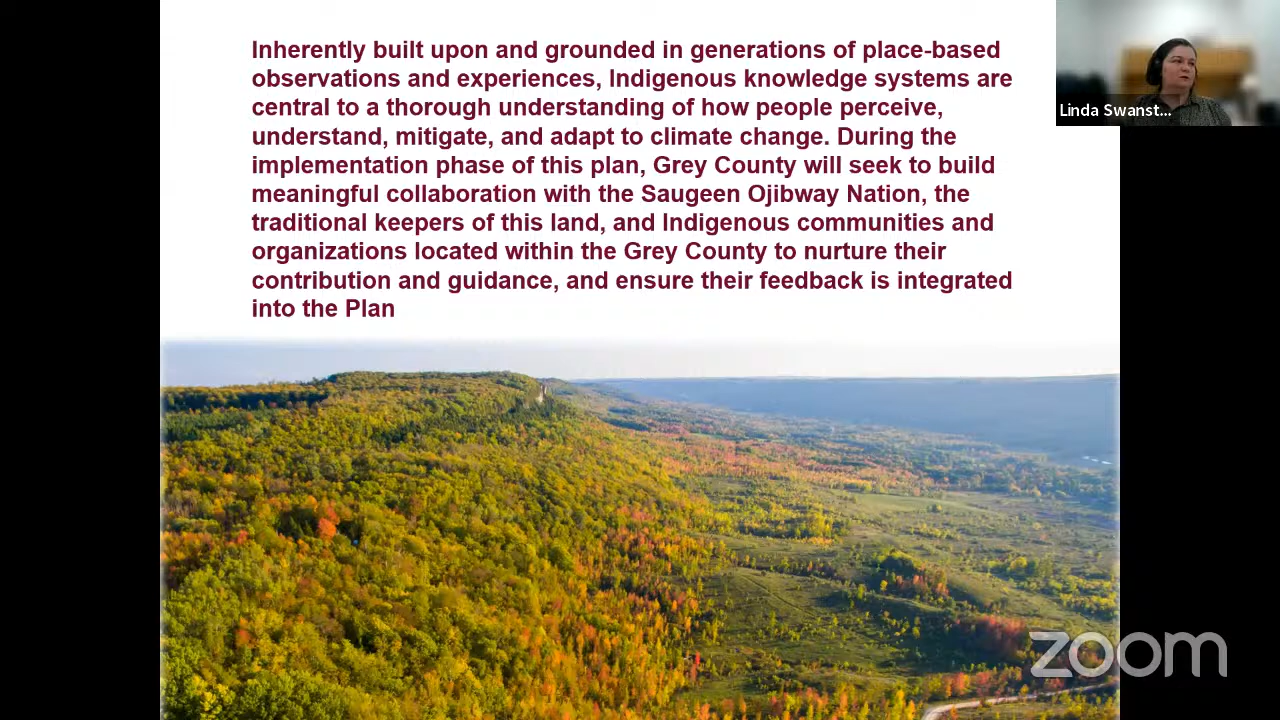 Inherently built upon and grounded in generations of place-based
observations and experiences, Indigenous knowledge systems are
central to a thorough understanding of how people perceive,
understand, mitigate, and adapt to climate change. During the
implementation phase of this plan, Grey County will seek to build
meaningful collaboration with the Saugeen Ojibway Nation, the
traditional keepers of this land, and Indigenous communities and
organizations located within the Grey County to nurture their
contribution and guidance, and ensure their feedback is integrated
into the Plan
Linda Swanst...
zoom